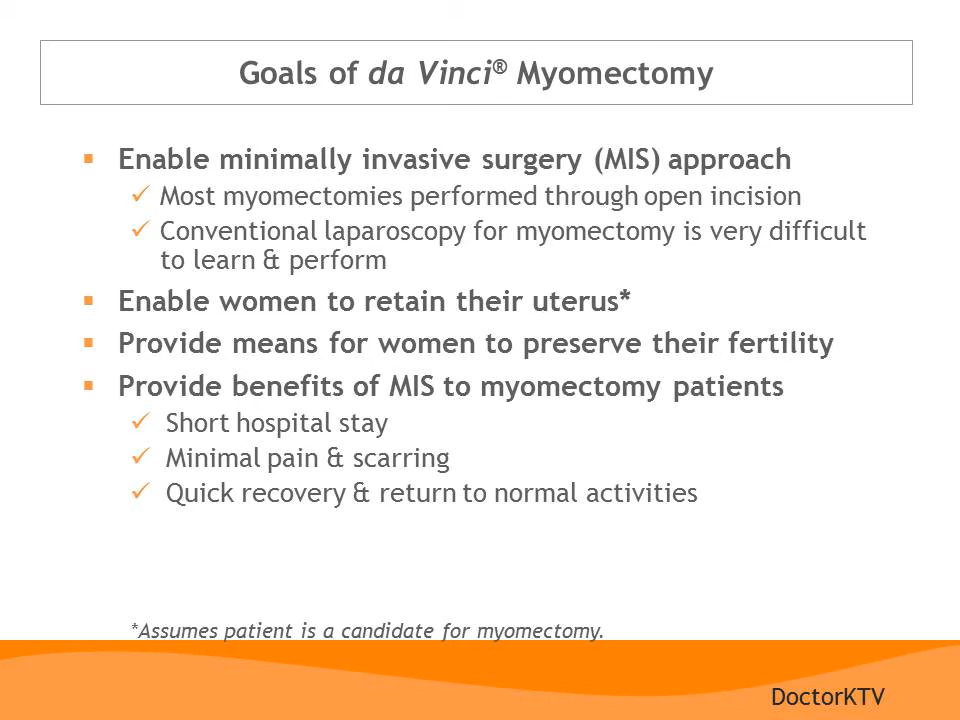 Goals of da Vinci® Myomectomy
▪ Enable minimally invasive surgery (MIS) approach
✓ Most myomectomies performed through open incision
✓ Conventional laparoscopy for myomectomy is very difficult
to learn & perform
▪ Enable women to retain their uterus*
▪ Provide means for women to preserve their fertility
▪ Provide benefits of MIS to myomectomy patients
✓ Short hospital stay
✓ Minimal pain & scarring
✓ Quick recovery & return to normal activities
*Assumes patient is a candidate for myomectomy.
DoctorKTV